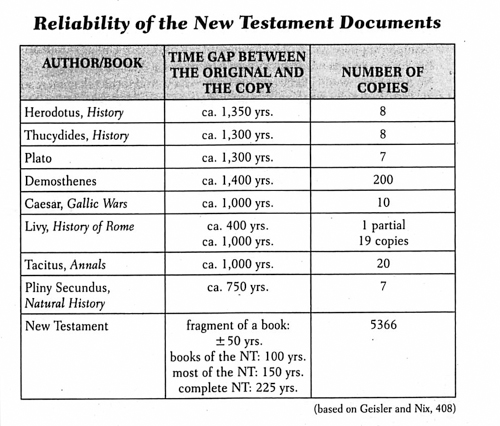 Reliability of the New Testament Documents
AUTHOR/BOOK
TIME GAP BETWEEN
THE ORIGINAL AND
THE COPY
NUMBER OF
COPIES
Herodotus, History
ca. 1,350 yrs.
8
Thucydides, History
ca. 1,300 yrs.
8
Plato
ca. 1,300 yrs.
7
Demosthenes
ca. 1,400 yrs.
200
Caesar, Gallic Wars
ca. 1,000 yrs.
10
Livy, History of Rome
ca. 400 yrs.
1 partial
ca. 1,000 yrs.
19 copies
Tacitus, Annals
ca. 1,000 yrs.
20
Pliny Secundus,
Natural History
ca. 750 yrs.
7
New Testament
fragment of a book:
± 50 yrs.
books of the NT: 100 yrs.
most of the NT: 150 yrs.
complete NT: 225 yrs.
5366
(based on Geisler and Nix, 408)